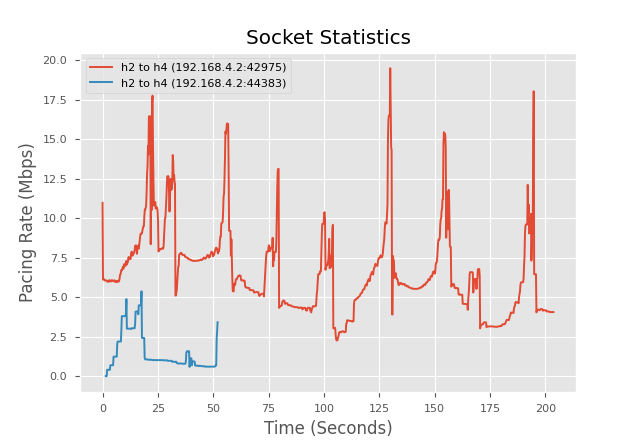 Socket Statistics
h2 to h4 (192.168.4.2:42975)
h2 to h4 (192.168.4.2:44383)
Pacing Rate (Mbps)
20.0
17.5
15.0
12.5
10.0
7.5
5.0
2.5
0.0
0 25 50 75 100 125 150 175 200
Time (Seconds)